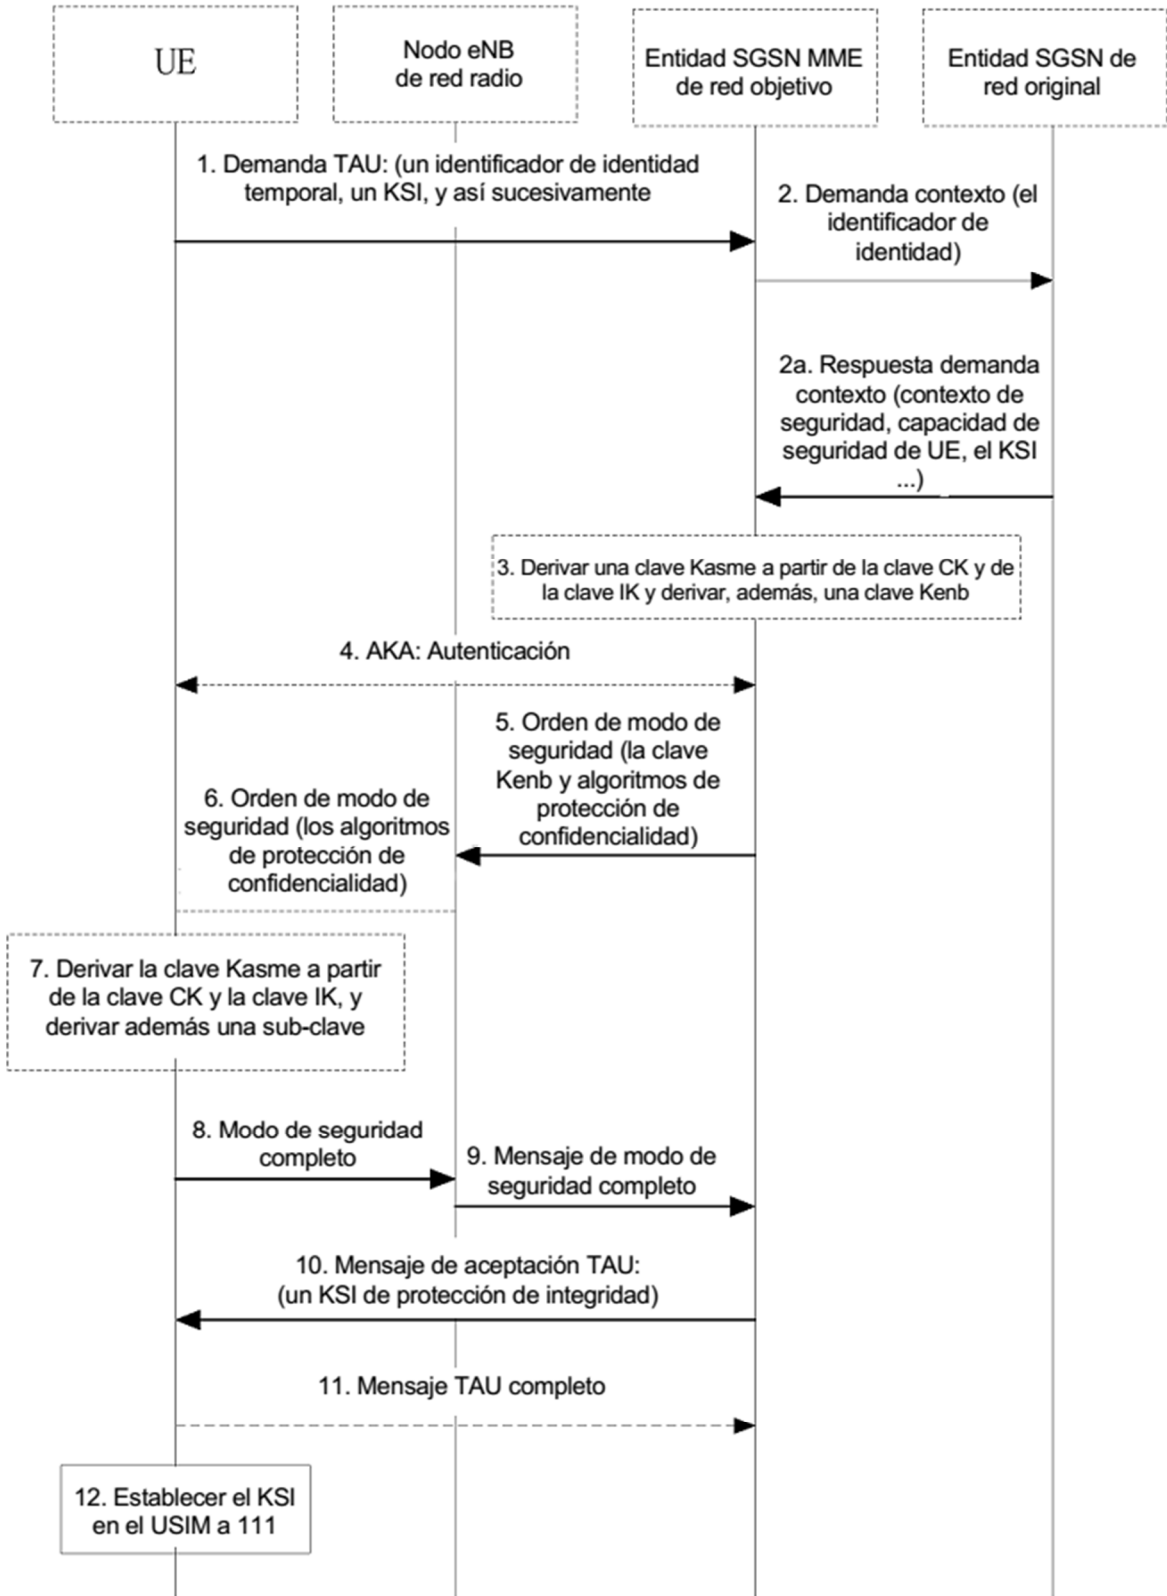 UE
Nodo eNB
de red radio
Entidad SGSN MME
de red objetivo
Entidad SGSN de
red original
1. Demanda TAU: (un identificador de identidad
temporal, un KSI, y así sucesivamente
2. Demanda contexto (el
identificador de
identidad)
2a. Respuesta demanda
contexto (contexto de
seguridad, capacidad de
seguridad de UE, el KSI
...)
3. Derivar una clave Kasme a partir de la clave CK y de
la clave IK y derivar, además, una clave Kenb
4. AKA: Autenticación
5. Orden de modo de
seguridad (la clave
Kenb y algoritmos de
protección de
confidencialidad)
6. Orden de modo de
seguridad (los algoritmos
de protección de
confidencialidad)
7. Derivar la clave Kasme a partir
de la clave CK y la clave IK, y
derivar además una sub-clave
8. Modo de seguridad
completo
9. Mensaje de modo de
seguridad completo
10. Mensaje de aceptación TAU:
(un KSI de protección de integridad)
11. Mensaje TAU completo
12. Establecer el KSI
en el USIM a 111